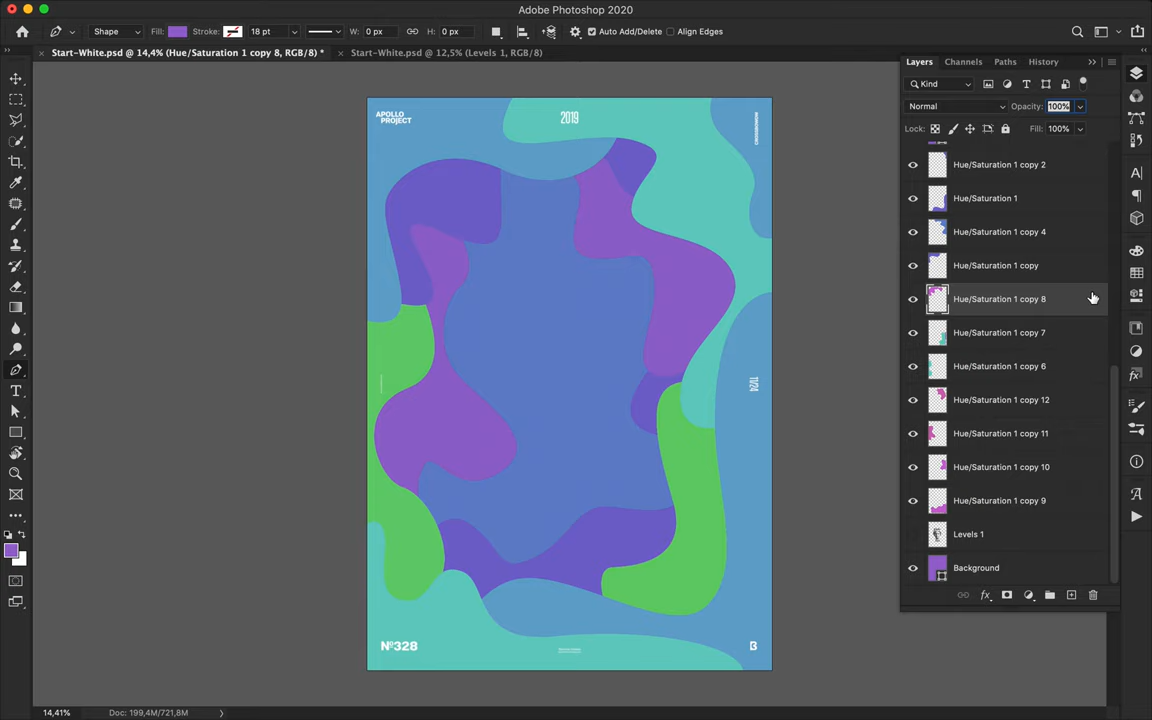 Adobe Photoshop 2020
Shape
Fill:
Stroke:
18 pt
W: 0 px
H: 0 px
Auto Add/Delete
Align Edges
Start-White.psd @ 14,4% (Hue/Saturation 1 copy 8, RGB/8) *
Start-White.psd @ 12,5% (Levels 1, RGB/8)
Layers
Channels
Paths
History
Kind
Normal
Opacity:
100%
Lock:
Fill:
100%
Hue/Saturation 1 copy 2
Hue/Saturation 1
Hue/Saturation 1 copy 4
Hue/Saturation 1 copy
Hue/Saturation 1 copy 8
Hue/Saturation 1 copy 7
Hue/Saturation 1 copy 6
Hue/Saturation 1 copy 12
Hue/Saturation 1 copy 11
Hue/Saturation 1 copy 10
Hue/Saturation 1 copy 9
Levels 1
Background
APOLLO
PROJECT
2019
11/24
Nº328
B
14,41%
Doc: 199,4M/721,8M